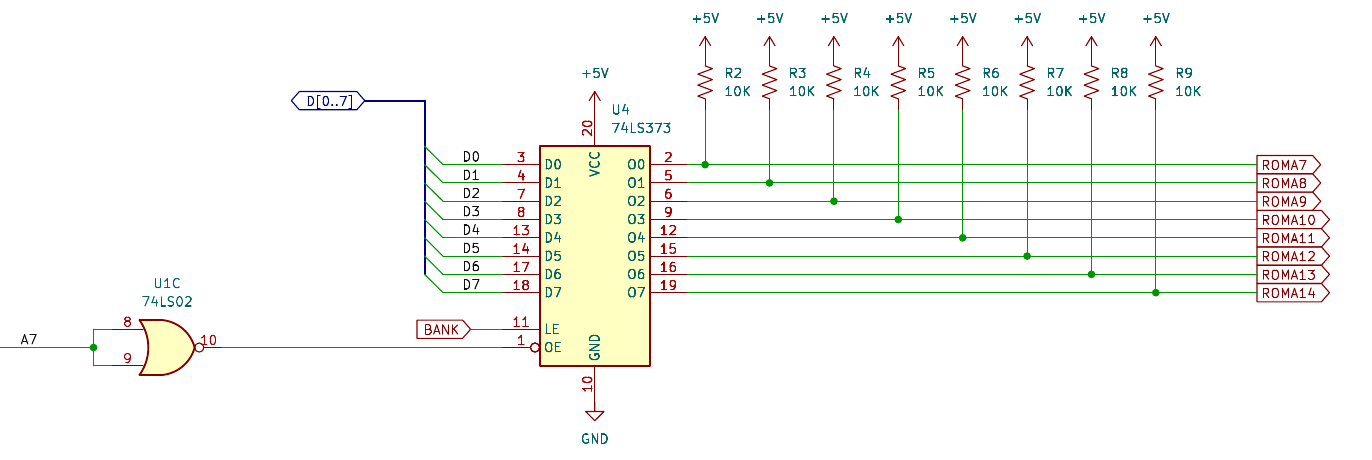 +5V +5V +5V +5V +5V +5V +5V +5V
R2 R3 R4 R5 R6 R7 R8 R9
10K 10K 10K 10K 10K 10K 10K 10K
+5V
D[0..7]
U4
74LS373
20
VCC
D0 3 D0 O0 2 ROMA7
D1 4 D1 O1 5 ROMA8
D2 7 D2 O2 6 ROMA9
D3 8 D3 O3 9 ROMA10
D4 13 D4 O4 12 ROMA11
D5 14 D5 O5 15 ROMA12
D6 17 D6 O6 16 ROMA13
D7 18 D7 O7 19 ROMA14
U1C
74LS02
BANK 11 LE
A7 8 9 10 1 OE
GND
10
GND